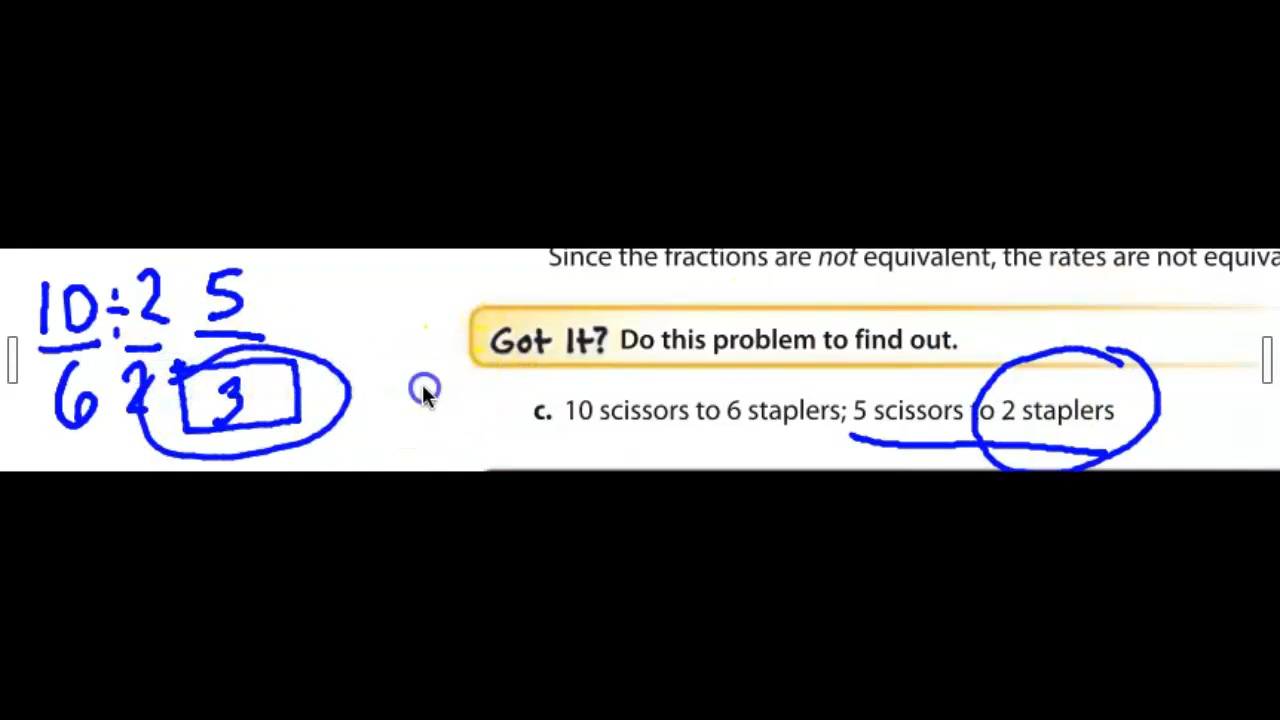 Since the fractions are not equivalent, the rates are not equiva
10 ÷ 2 5
6 2 = 3
Got It? Do this problem to find out.
c. 10 scissors to 6 staplers; 5 scissors to 2 staplers